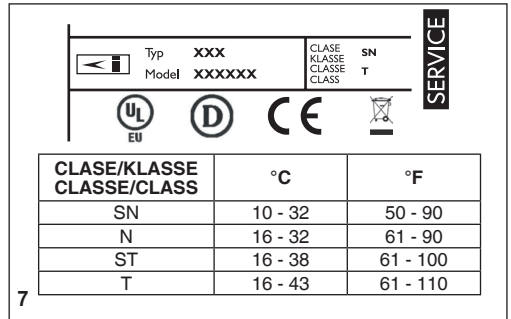 Typ XXX
Model XXXXXX
CLASE
KLASSE
CLASSE
CLASS
SN
T
SERVICE
UL
EU
D
CE
CLASE/KLASSE CLASSE/CLASS °C °F
SN 10 - 32 50 - 90
N 16 - 32 61 - 90
ST 16 - 38 61 - 100
T 16 - 43 61 - 110
7